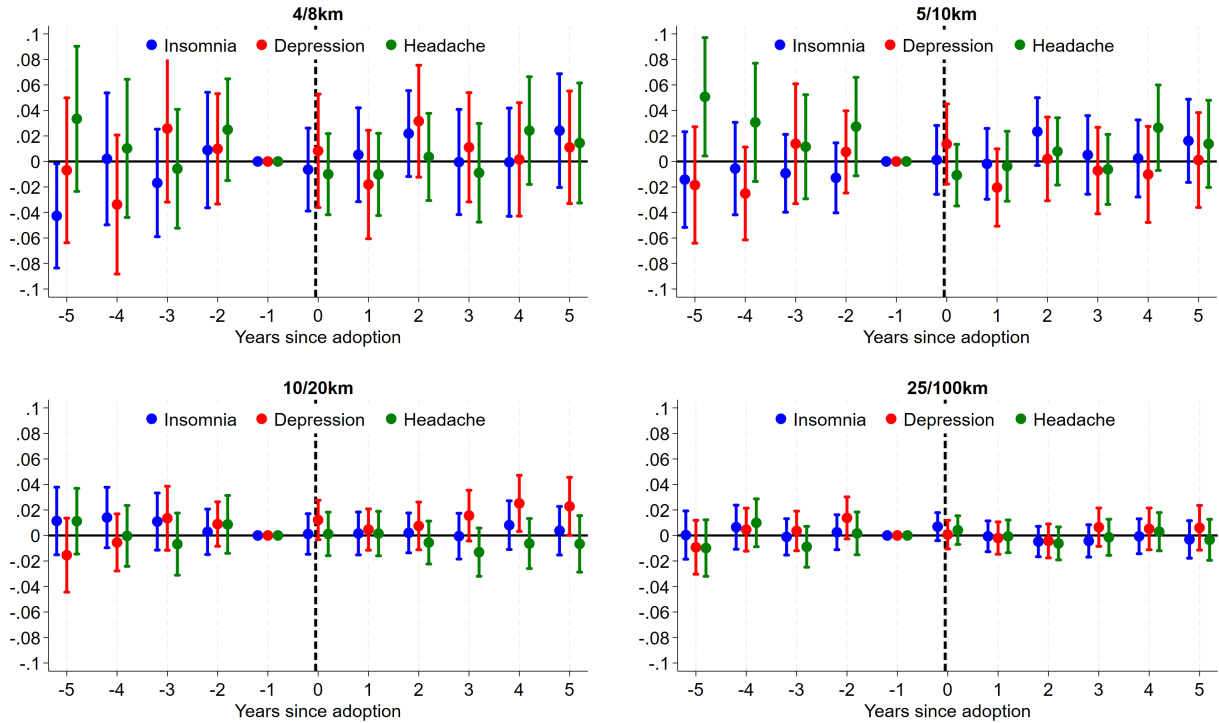 4/8km
Insomnia Depression Headache
.1
.08
.06
.04
.02
0
-.02
-.04
-.06
-.08
-.1
-5 -4 -3 -2 -1 0 1 2 3 4 5
Years since adoption
5/10km
Insomnia Depression Headache
.1
.08
.06
.04
.02
0
-.02
-.04
-.06
-.08
-.1
-5 -4 -3 -2 -1 0 1 2 3 4 5
Years since adoption
10/20km
Insomnia Depression Headache
.1
.08
.06
.04
.02
0
-.02
-.04
-.06
-.08
-.1
-5 -4 -3 -2 -1 0 1 2 3 4 5
Years since adoption
25/100km
Insomnia Depression Headache
.1
.08
.06
.04
.02
0
-.02
-.04
-.06
-.08
-.1
-5 -4 -3 -2 -1 0 1 2 3 4 5
Years since adoption